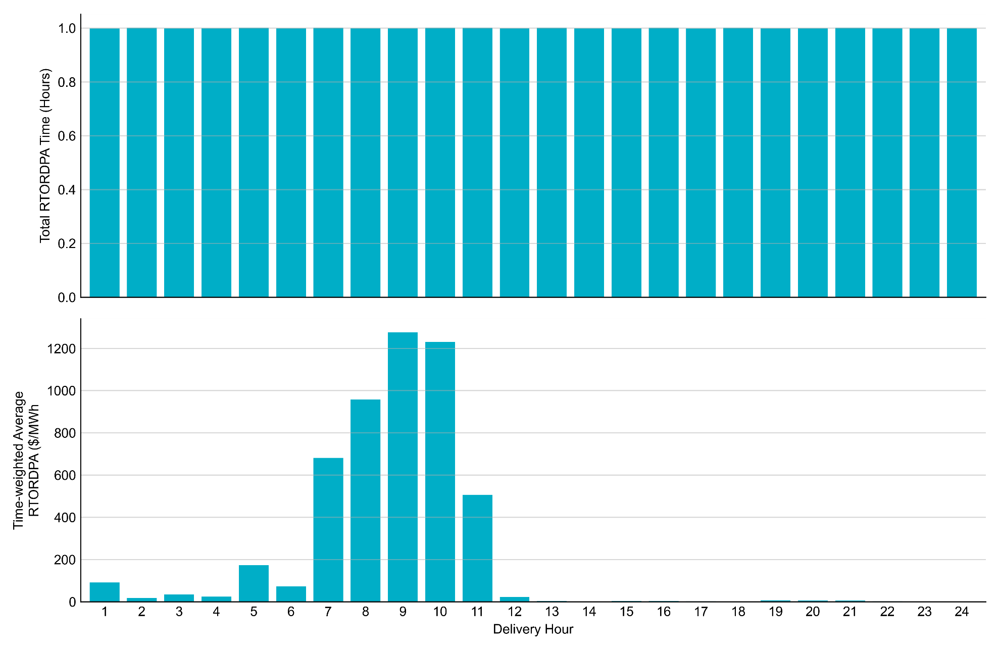 Total RTORDPA Time (Hours)
1.0
0.8
0.6
0.4
0.2
0.0
Time-weighted Average
RTORDPA ($/MWh
1200
1000
800
600
400
200
0
1 2 3 4 5 6 7 8 9 10 11 12 13 14 15 16 17 18 19 20 21 22 23 24
Delivery Hour